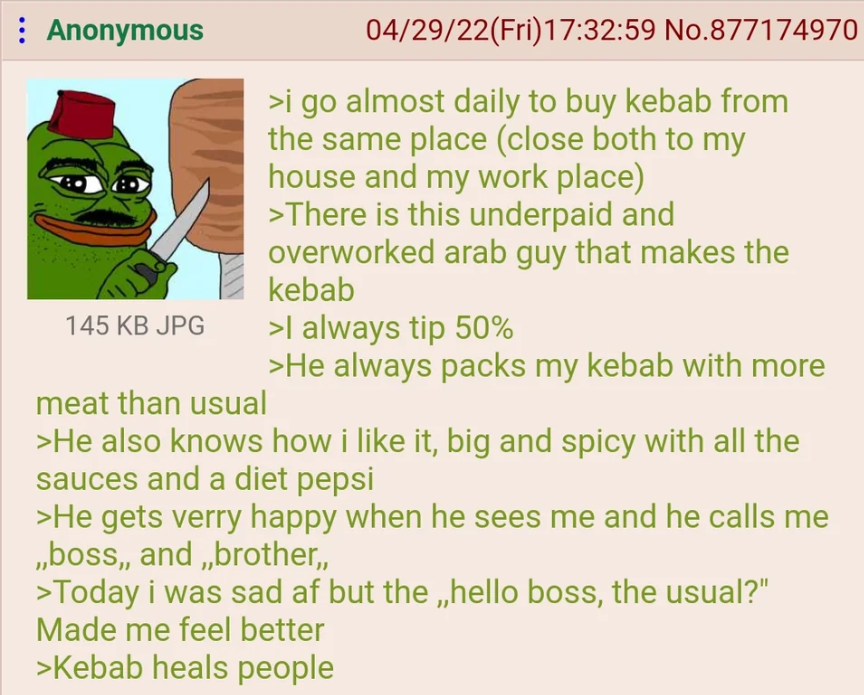 Anonymous 04/29/22(Fri)17:32:59 No.877174970
>i go almost daily to buy kebab from
the same place (close both to my
house and my work place)
>There is this underpaid and
overworked arab guy that makes the
kebab
>I always tip 50%
>He always packs my kebab with more
145 KB JPG
meat than usual
>He also knows how i like it, big and spicy with all the
sauces and a diet pepsi
>He gets verry happy when he sees me and he calls me
,,boss,, and ,,brother,,
>Today i was sad af but the ,,hello boss, the usual?"
Made me feel better
>Kebab heals people